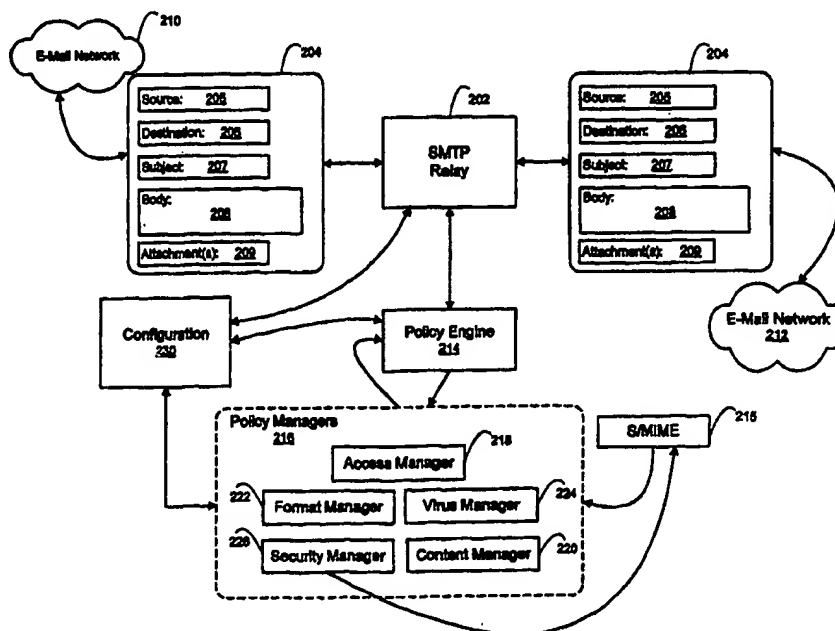 210
E-Mail Network
204
Source: 205
Destination: 206
Subject: 207
Body:
208
Attachment(s): 209
202
SMTP
Relay
204
Source: 205
Destination: 206
Subject: 207
Body:
208
Attachment(s): 209
E-Mail Network
212
Configuration
230
Policy Engine
214
Policy Managers
216
218
Access Manager
222
Format Manager
224
Virus Manager
226
Security Manager
220
Content Manager
215
S/MIME